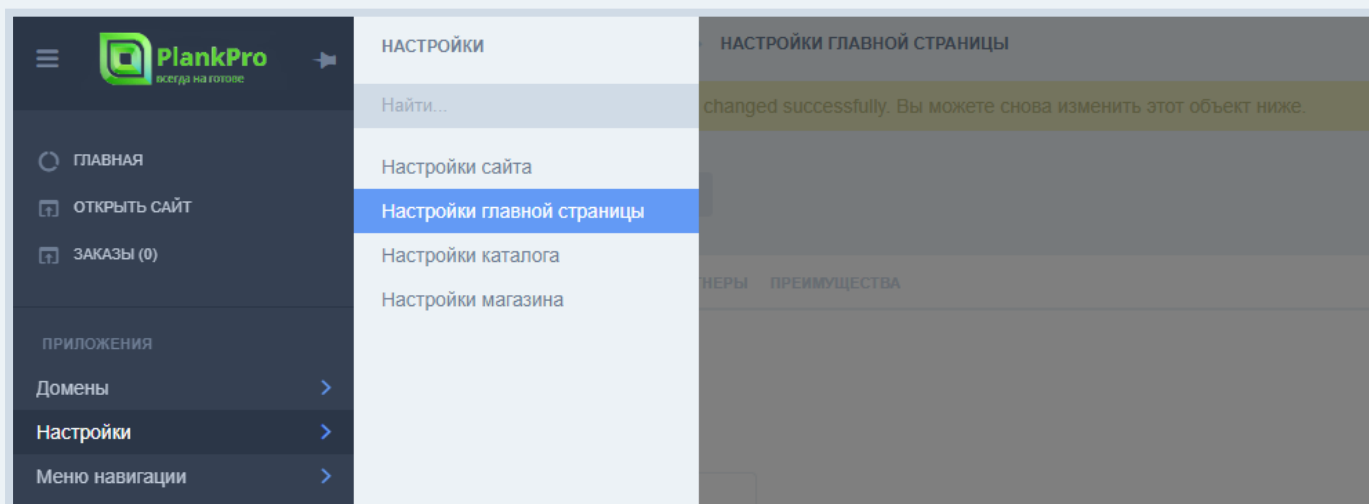 PlankPro
всегда на готове
ГЛАВНАЯ
ОТКРЫТЬ САЙТ
ЗАКАЗЫ (0)
ПРИЛОЖЕНИЯ
Домены
Настройки
Меню навигации
НАСТРОЙКИ
Найти...
Настройки сайта
Настройки главной страницы
Настройки каталога
Настройки магазина
НАСТРОЙКИ ГЛАВНОЙ СТРАНИЦЫ
changed successfully. Вы можете снова изменить этот объект ниже.
ПРЕИМУЩЕСТВА